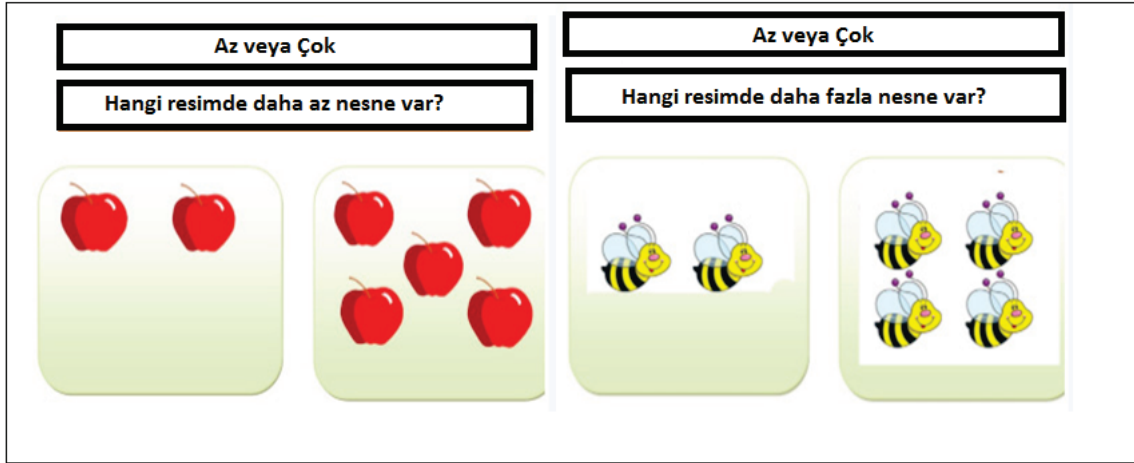 Az veya Çok
Hangi resimde daha az nesne var?
Az veya Çok
Hangi resimde daha fazla nesne var?